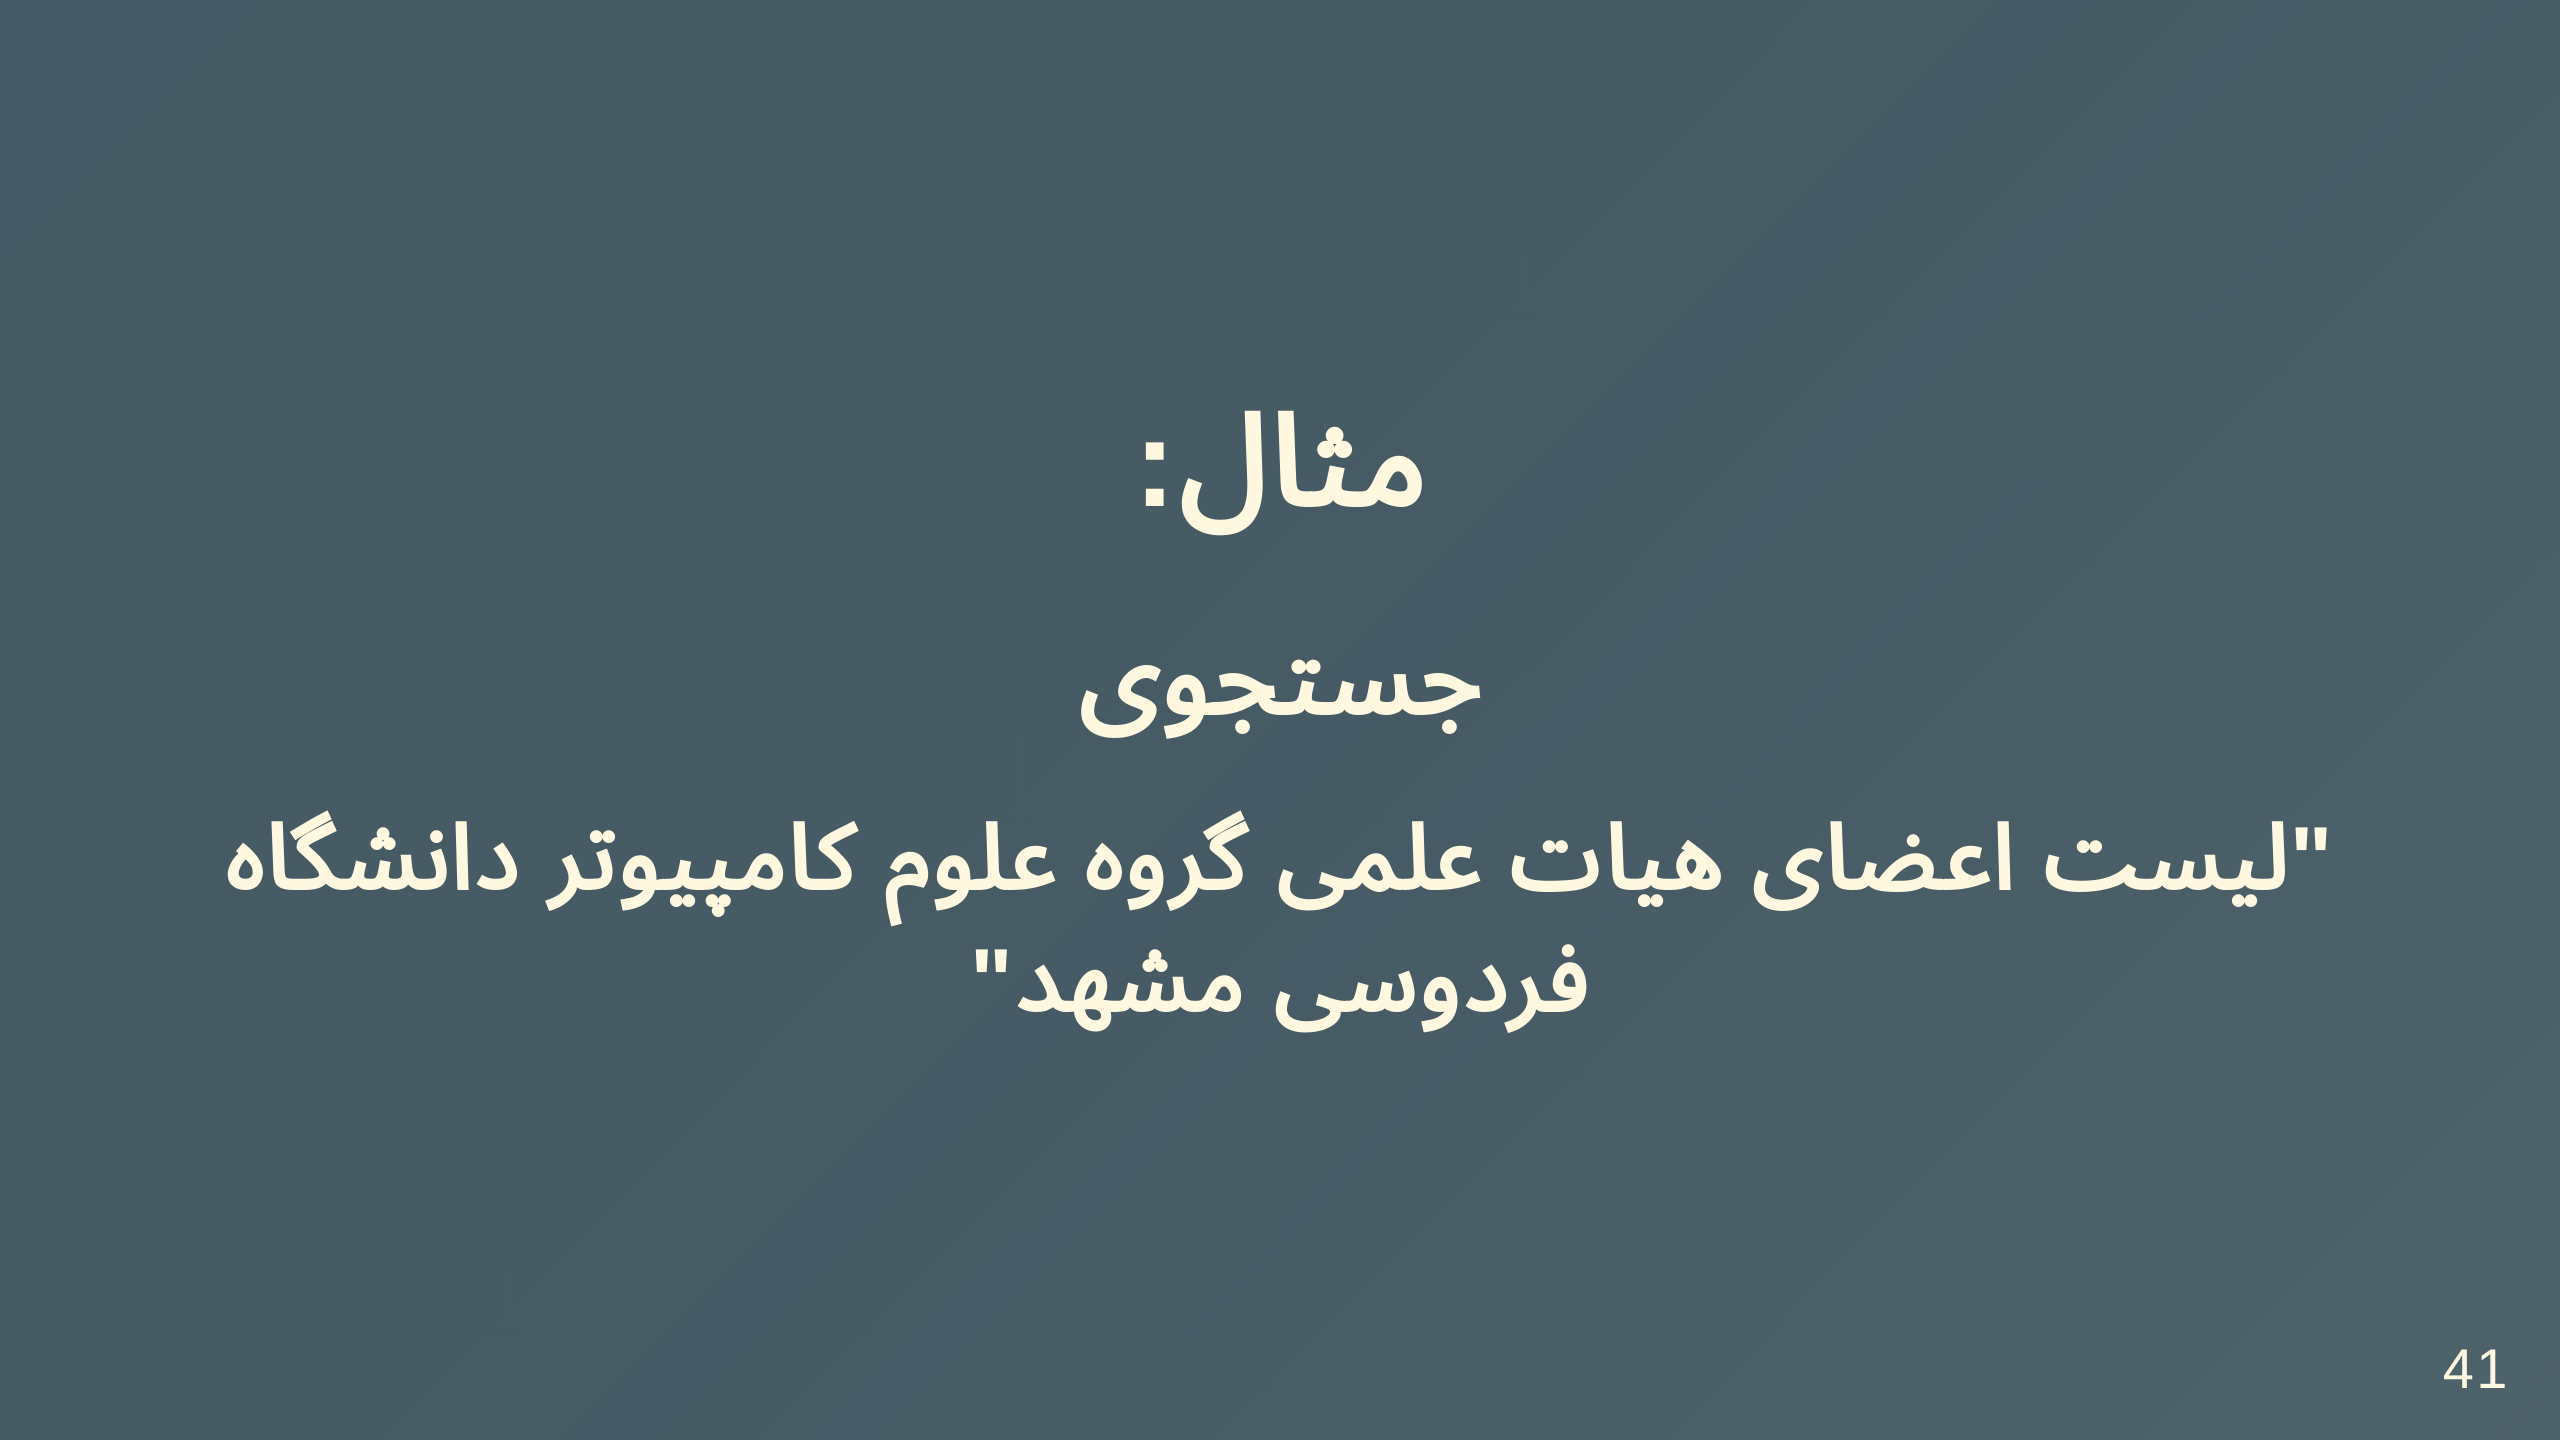 مثال:
جستجوی
"لیست اعضای هیات علمی گروه علوم کامپیوتر دانشگاه
فردوسی مشهد"
41